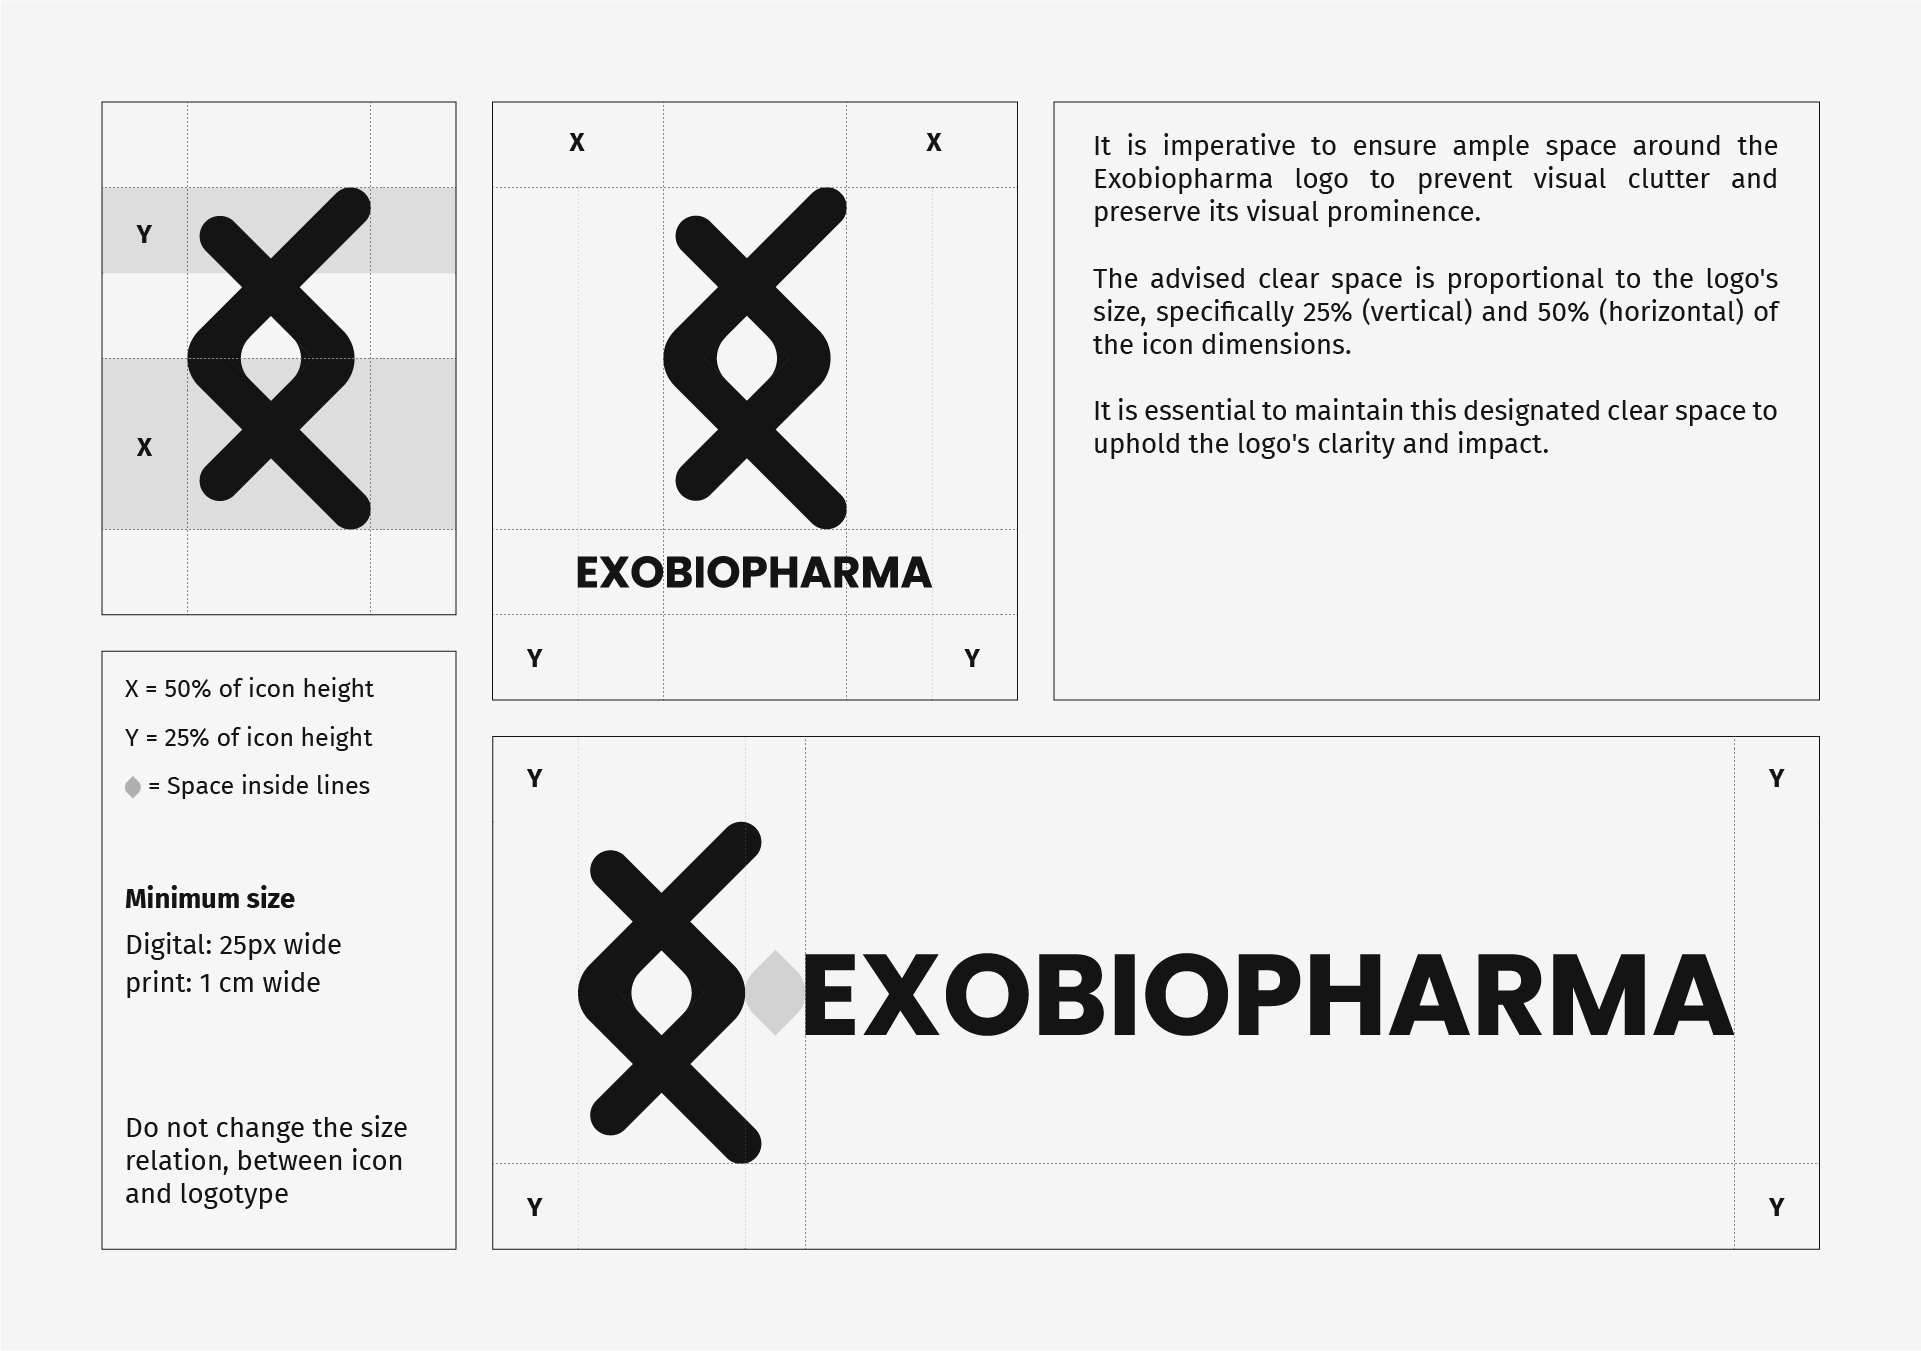 Y
X
X X
EXOBIOPHARMA
Y Y
It is imperative to ensure ample space around the
Exobiopharma logo to prevent visual clutter and
preserve its visual prominence.
The advised clear space is proportional to the logo's
size, specifically 25% (vertical) and 50% (horizontal) of
the icon dimensions.
It is essential to maintain this designated clear space to
uphold the logo's clarity and impact.
X = 50% of icon height
Y = 25% of icon height
= Space inside lines
Minimum size
Digital: 25px wide
print: 1 cm wide
Do not change the size
relation, between icon
and logotype
Y Y
EXOBIOPHARMA
Y Y